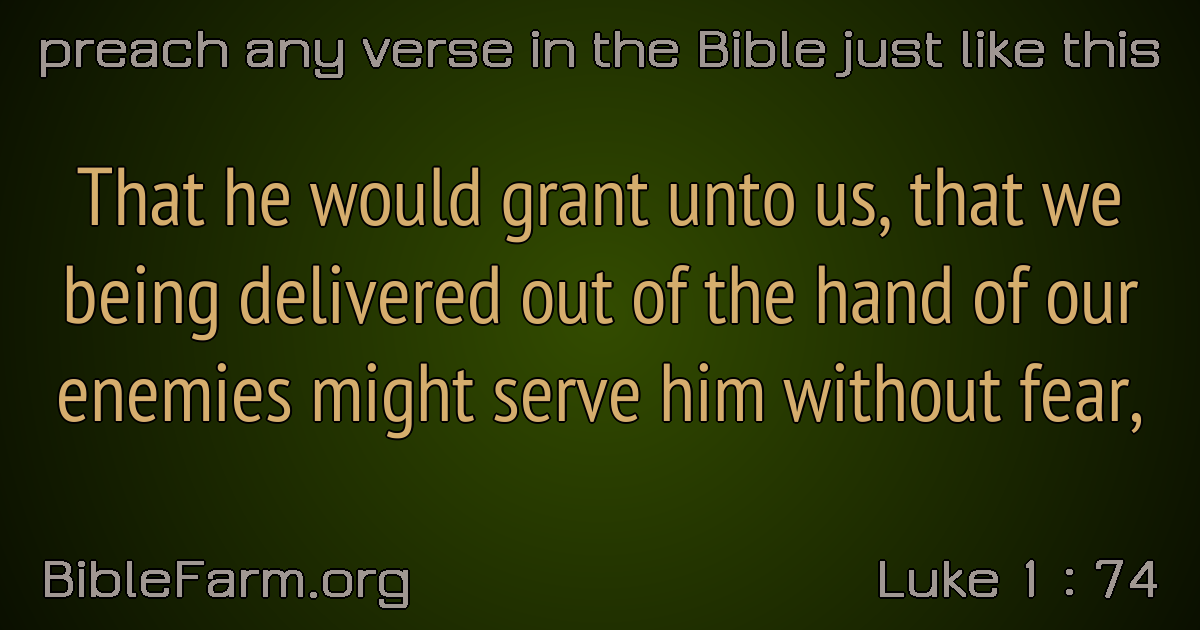 preach any verse in the Bible just like this
That he would grant unto us, that we
being delivered out of the hand of our
enemies might serve him without fear,
BibleFarm.org
Luke 1 : 74